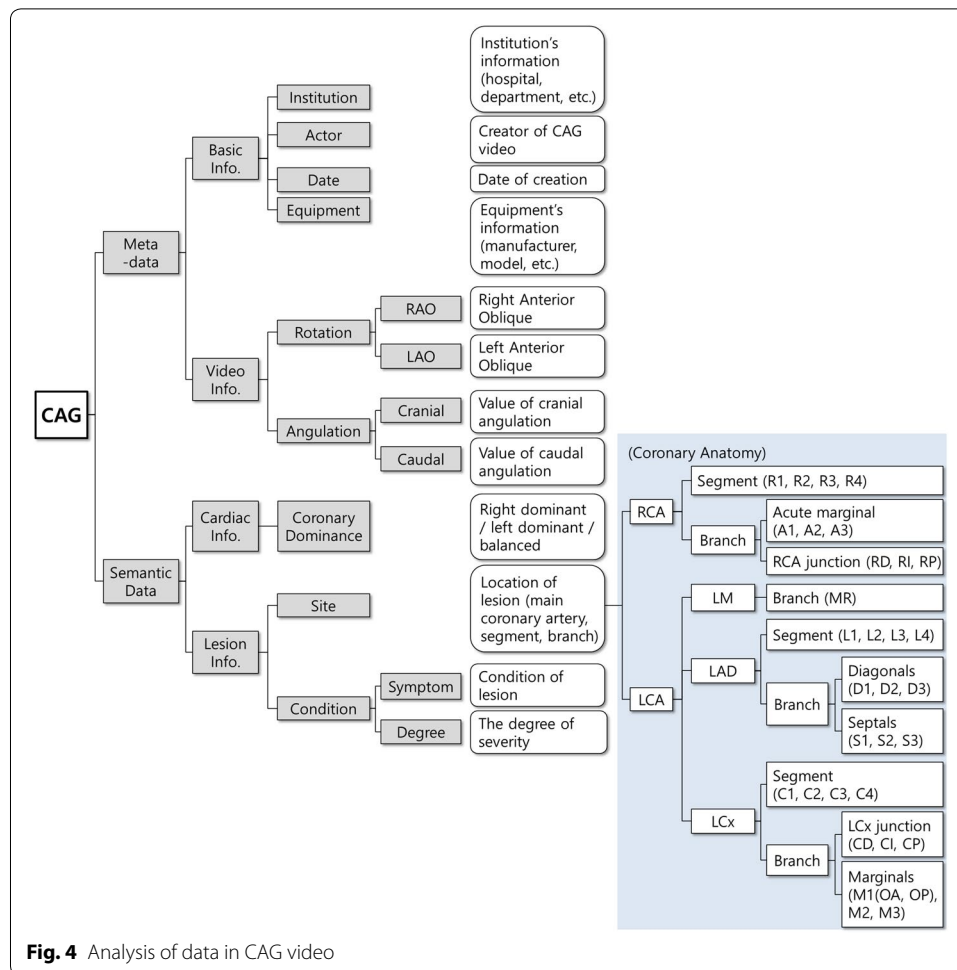 CAG
Meta
-data
Basic
Info.
Institution
Institution's
information
(hospital,
department, etc.)
Actor
Creator of CAG
video
Date
Date of creation
Equipment
Equipment's
information
(manufacturer,
model, etc.)
Video
Info.
Rotation
RAO
Right Anterior
Oblique
LAO
Left Anterior
Oblique
Angulation
Cranial
Value of cranial
angulation
Caudal
Value of caudal
angulation
Semantic
Data
Cardiac
Info.
Coronary
Dominance
Right dominant
/ left dominant /
balanced
Lesion
Info.
Site
Location of
lesion (main
coronary artery,
segment, branch)
Condition
Symptom
Condition of
lesion
Degree
The degree of
severity
(Coronary Anatomy)
RCA
Segment (R1, R2, R3, R4)
Branch
Acute marginal
(A1, A2, A3)
RCA junction (RD, RI, RP)
LCA
LM
Branch (MR)
LAD
Segment (L1, L2, L3, L4)
Branch
Diagonals
(D1, D2, D3)
Septals
(S1, S2, S3)
LCx
Segment
(C1, C2, C3, C4)
Branch
LCx junction
(CD, CI, CP)
Marginals
(M1(OA, OP),
M2, M3)
Fig. 4 Analysis of data in CAG video